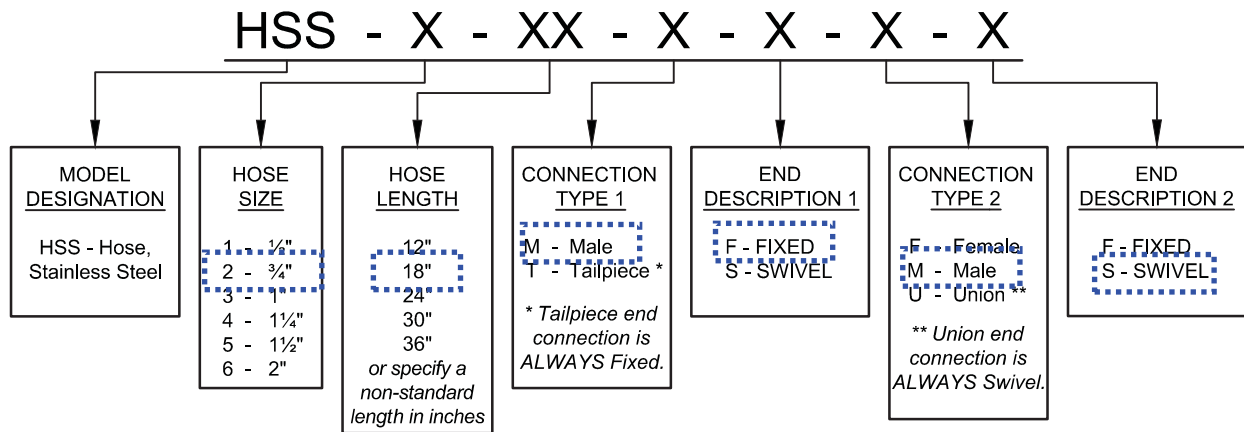 HSS - X - XX - X - X - X - X
MODEL
DESIGNATION
HSS - Hose,
Stainless Steel
HOSE
SIZE
1 - ½"
2 - ¾"
3 - 1"
4 - 1¼"
5 - 1½"
6 - 2"
HOSE
LENGTH
12"
18"
24"
30"
36"
or specify a
non-standard
length in inches
CONNECTION
TYPE 1
M - Male
T - Tailpiece *
* Tailpiece end
connection is
ALWAYS Fixed.
END
DESCRIPTION 1
F - FIXED
S - SWIVEL
CONNECTION
TYPE 2
F - Female
M - Male
U - Union **
** Union end
connection is
ALWAYS Swivel.
END
DESCRIPTION 2
F - FIXED
S - SWIVEL